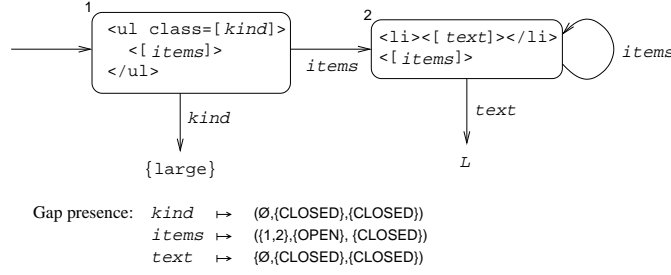 1
<ul class=[kind]>
<[items]>
</ul>
items
2
<li><[text]></li>
<[items]>
items
kind
text
{large}
L
Gap presence: kind ↦ (Ø,{CLOSED},{CLOSED})
items ↦ ({1,2},{OPEN}, {CLOSED})
text ↦ {Ø,{CLOSED},{CLOSED})